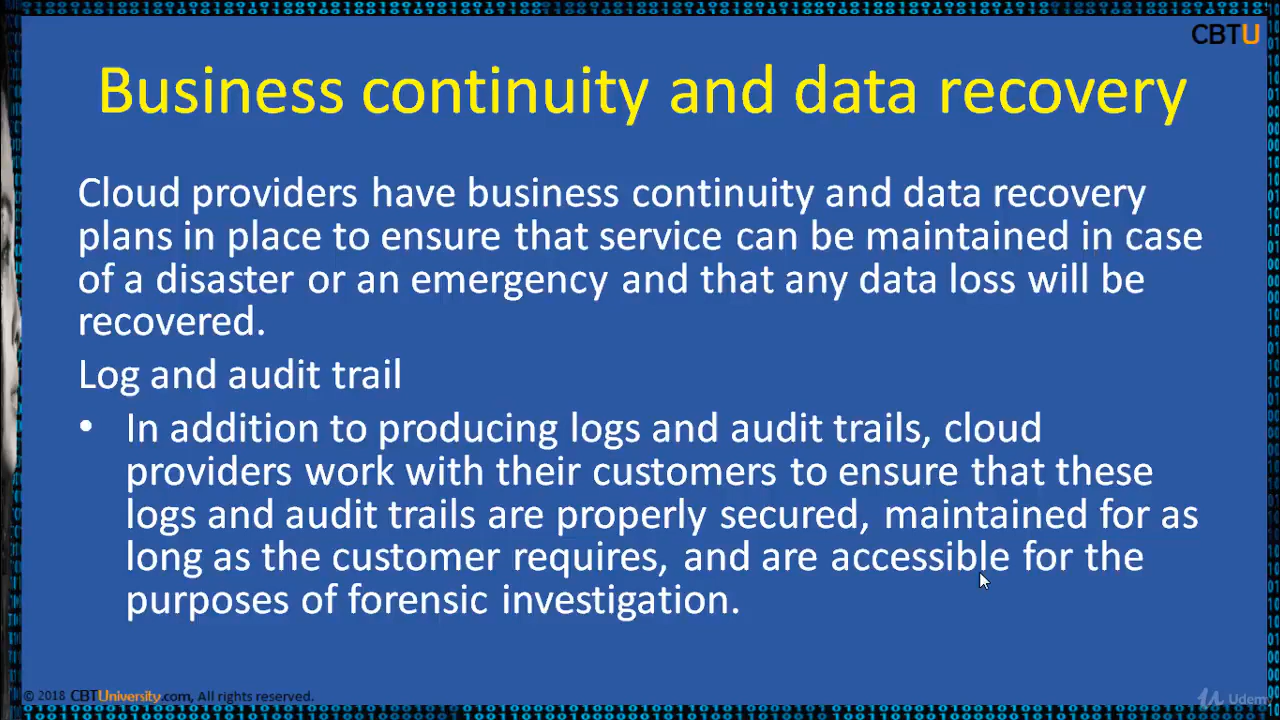 CBTU
Business continuity and data recovery
Cloud providers have business continuity and data recovery
plans in place to ensure that service can be maintained in case
of a disaster or an emergency and that any data loss will be
recovered.
Log and audit trail
• In addition to producing logs and audit trails, cloud
providers work with their customers to ensure that these
logs and audit trails are properly secured, maintained for as
long as the customer requires, and are accessible for the
purposes of forensic investigation.
© 2018 CBTUniversity.com, All rights reserved.